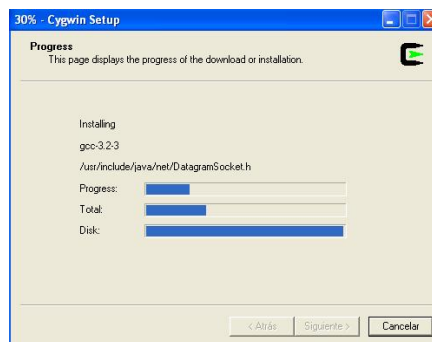 30% - Cygwin Setup
Progress
This page displays the progress of the download or installation.
Installing
gcc-3.2-3
/usr/include/java/net/DatagramSocket.h
Progress:
Total:
Disk:
< Atrás Siguiente > Cancelar